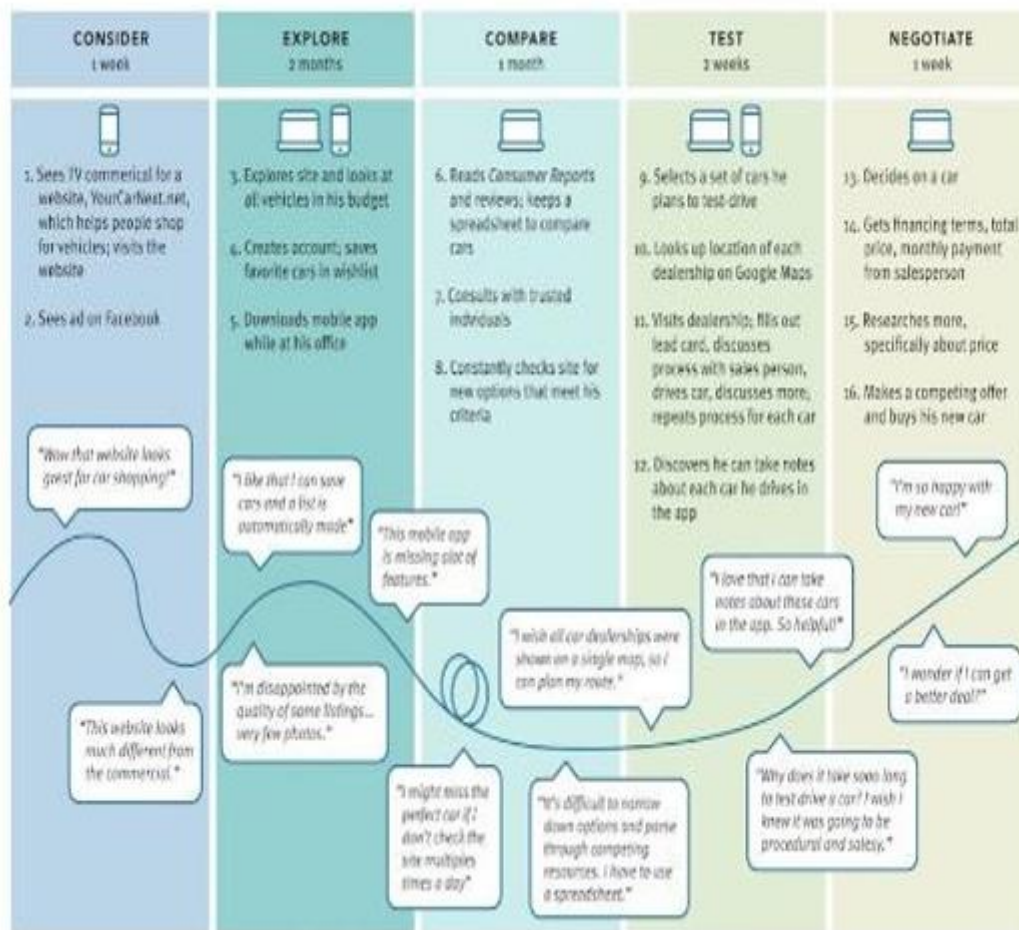 CONSIDER
1 week
EXPLORE
2 months
COMPARE
1 month
TEST
2 weeks
NEGOTIATE
1 week
1. Sees TV commerical for a
website, YourCarNext.net,
which helps people shop
for vehicles; visits the
website
2. Sees ad on Facebook
3. Explores site and looks at
all vehicles in his budget
4. Creates account; saves
favorite cars in wishlist
5. Downloads mobile app
while at his office
6. Reads Consumer Reports
and reviews; keeps a
spreadsheet to compare
cars
7. Consults with trusted
individuals
8. Constantly checks site for
new options that meet his
criteria
9. Selects a set of cars he
plans to test-drive
10. Looks up location of each
dealership on Google Maps
11. Visits dealership; fills out
lead card, discusses
process with sales person,
drives car, discusses more;
repeats process for each car
12. Discovers he can take notes
about each car he drives in
the app
13. Decides on a car
14. Gets financing terms, total
price, monthly payment
from salesperson
15. Researches more,
specifically about price
16. Makes a competing offer
and buys his new car
"Wow that website looks
great for car shopping!"
"This website looks
much different from
the commercial."
"I like that I can save
cars and a list is
automatically made"
"I'm disappointed by the
quality of some listings...
very few photos."
"This mobile app
is missing alot of
features."
"I might miss the
perfect car if I
don't check the
site multiples
times a day"
"It's difficult to narrow
down options and parse
through competing
resources. I have to use
a spreadsheet."
"I wish all car dealerships were
shown on a single map, so I
can plan my route."
"I love that I can take
notes about these cars
in the app. So helpful!"
"Why does it take sooo long
to test drive a car? I wish I
knew it was going to be
procedural and salesy."
"I'm so happy with
my new car!"
"I wonder if I can get
a better deal?"